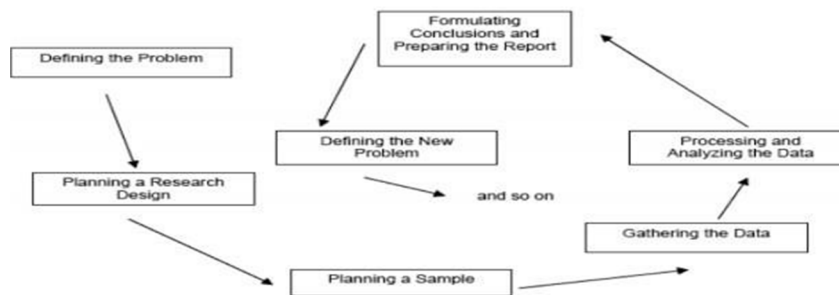 Defining the Problem
Planning a Research
Design
Planning a Sample
Gathering the Data
Processing and
Analyzing the Data
Formulating
Conclusions and
Preparing the Report
Defining the New
Problem
and so on